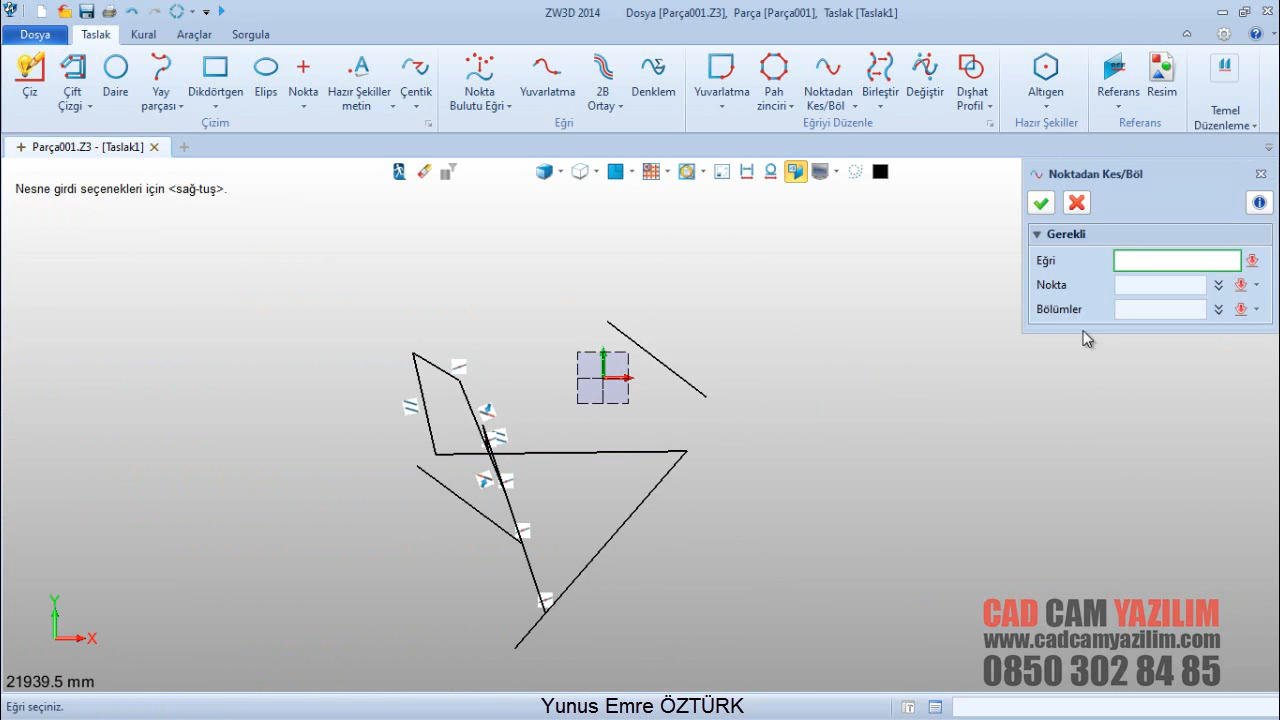 ZW3D 2014 Dosya [Parça001.Z3], Parça [Parça001], Taslak [Taslak1]
Dosya Taslak Kural Araçlar Sorgula
Çiz
Çift Çizgi
Daire
Yay parçası
Dikdörtgen
Elips
Nokta
Hazır Şekiller metin
Çentik
Nokta Bulutu Eğri
Yuvarlatma
2B Ortay
Denklem
Yuvarlatma
Pah zinciri
Noktadan Kes/Böl
Birleştir
Değiştir
Dışhat Profil
Altıgen
Referans
Resim
Temel Düzenleme
Çizim Eğri Eğriyi Düzenle Hazır Şekiller Referans
Parça001.Z3 - [Taslak1]
Nesne girdi seçenekleri için <sağ-tuş>.
Noktadan Kes/Böl
Gerekli
Eğri
Nokta
Bölümler
Y
X
CAD CAM YAZILIM
www.cadcamyazilim.com
0850 302 84 85
21939.5 mm
Eğri seçiniz.
Yunus Emre ÖZTÜRK